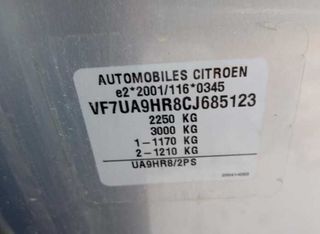 AUTOMOBILES CITROEN
e2*2001/116*0345
VF7UA9HR8CJ685123
2250 KG
3000 KG
1-1170 KG
2-1210 KG
UA9HR8/2PS